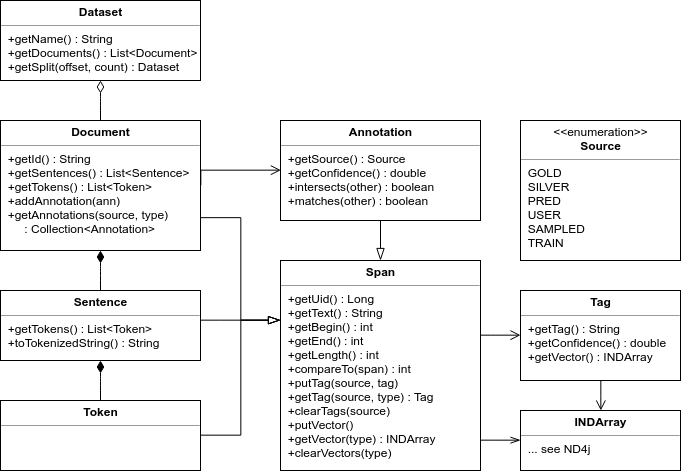 Dataset
+getName() : String
+getDocuments() : List<Document>
+getSplit(offset, count) : Dataset
Document
+getId() : String
+getSentences() : List<Sentence>
+getTokens() : List<Token>
+addAnnotation(ann)
+getAnnotations(source, type)
: Collection<Annotation>
Sentence
+getTokens() : List<Token>
+toTokenizedString() : String
Token
Annotation
+getSource() : Source
+getConfidence() : double
+intersects(other) : boolean
+matches(other) : boolean
Span
+getUid() : Long
+getText() : String
+getBegin() : int
+getEnd() : int
+getLength() : int
+compareTo(span) : int
+putTag(source, tag)
+getTag(source, type) : Tag
+clearTags(source)
+putVector()
+getVector(type) : INDArray
+clearVectors(type)
<<enumeration>>
Source
GOLD
SILVER
PRED
USER
SAMPLED
TRAIN
Tag
+getTag() : String
+getConfidence() : double
+getVector() : INDArray
INDArray
... see ND4j